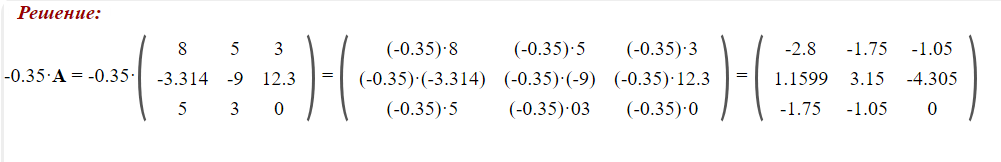 Решение:
8 5 3 (-0.35)·8 (-0.35)·5 (-0.35)·3 -2.8 -1.75 -1.05
-0.35·A = -0.35· -3.314 -9 12.3 = (-0.35)·(-3.314) (-0.35)·(-9) (-0.35)·12.3 = 1.1599 3.15 -4.305
5 3 0 (-0.35)·5 (-0.35)·03 (-0.35)·0 -1.75 -1.05 0